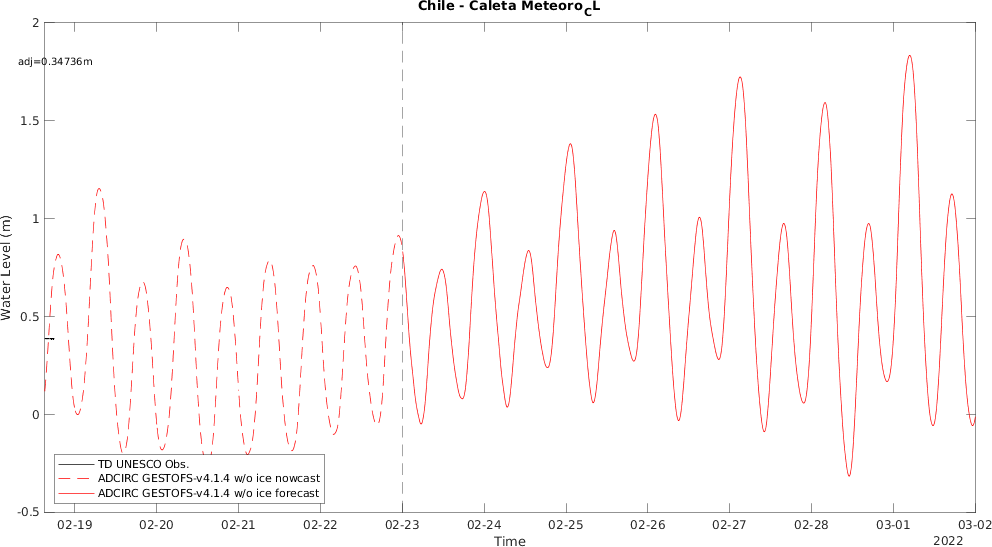 Chile - Caleta Meteoro_CL
adj=0.34736m
2
1.5
1
0.5
0
-0.5
Water Level (m)
TD UNESCO Obs.
ADCIRC GESTOFS-v4.1.4 w/o ice nowcast
ADCIRC GESTOFS-v4.1.4 w/o ice forecast
02-19 02-20 02-21 02-22 02-23 02-24 02-25 02-26 02-27 02-28 03-01 03-02
Time
2022